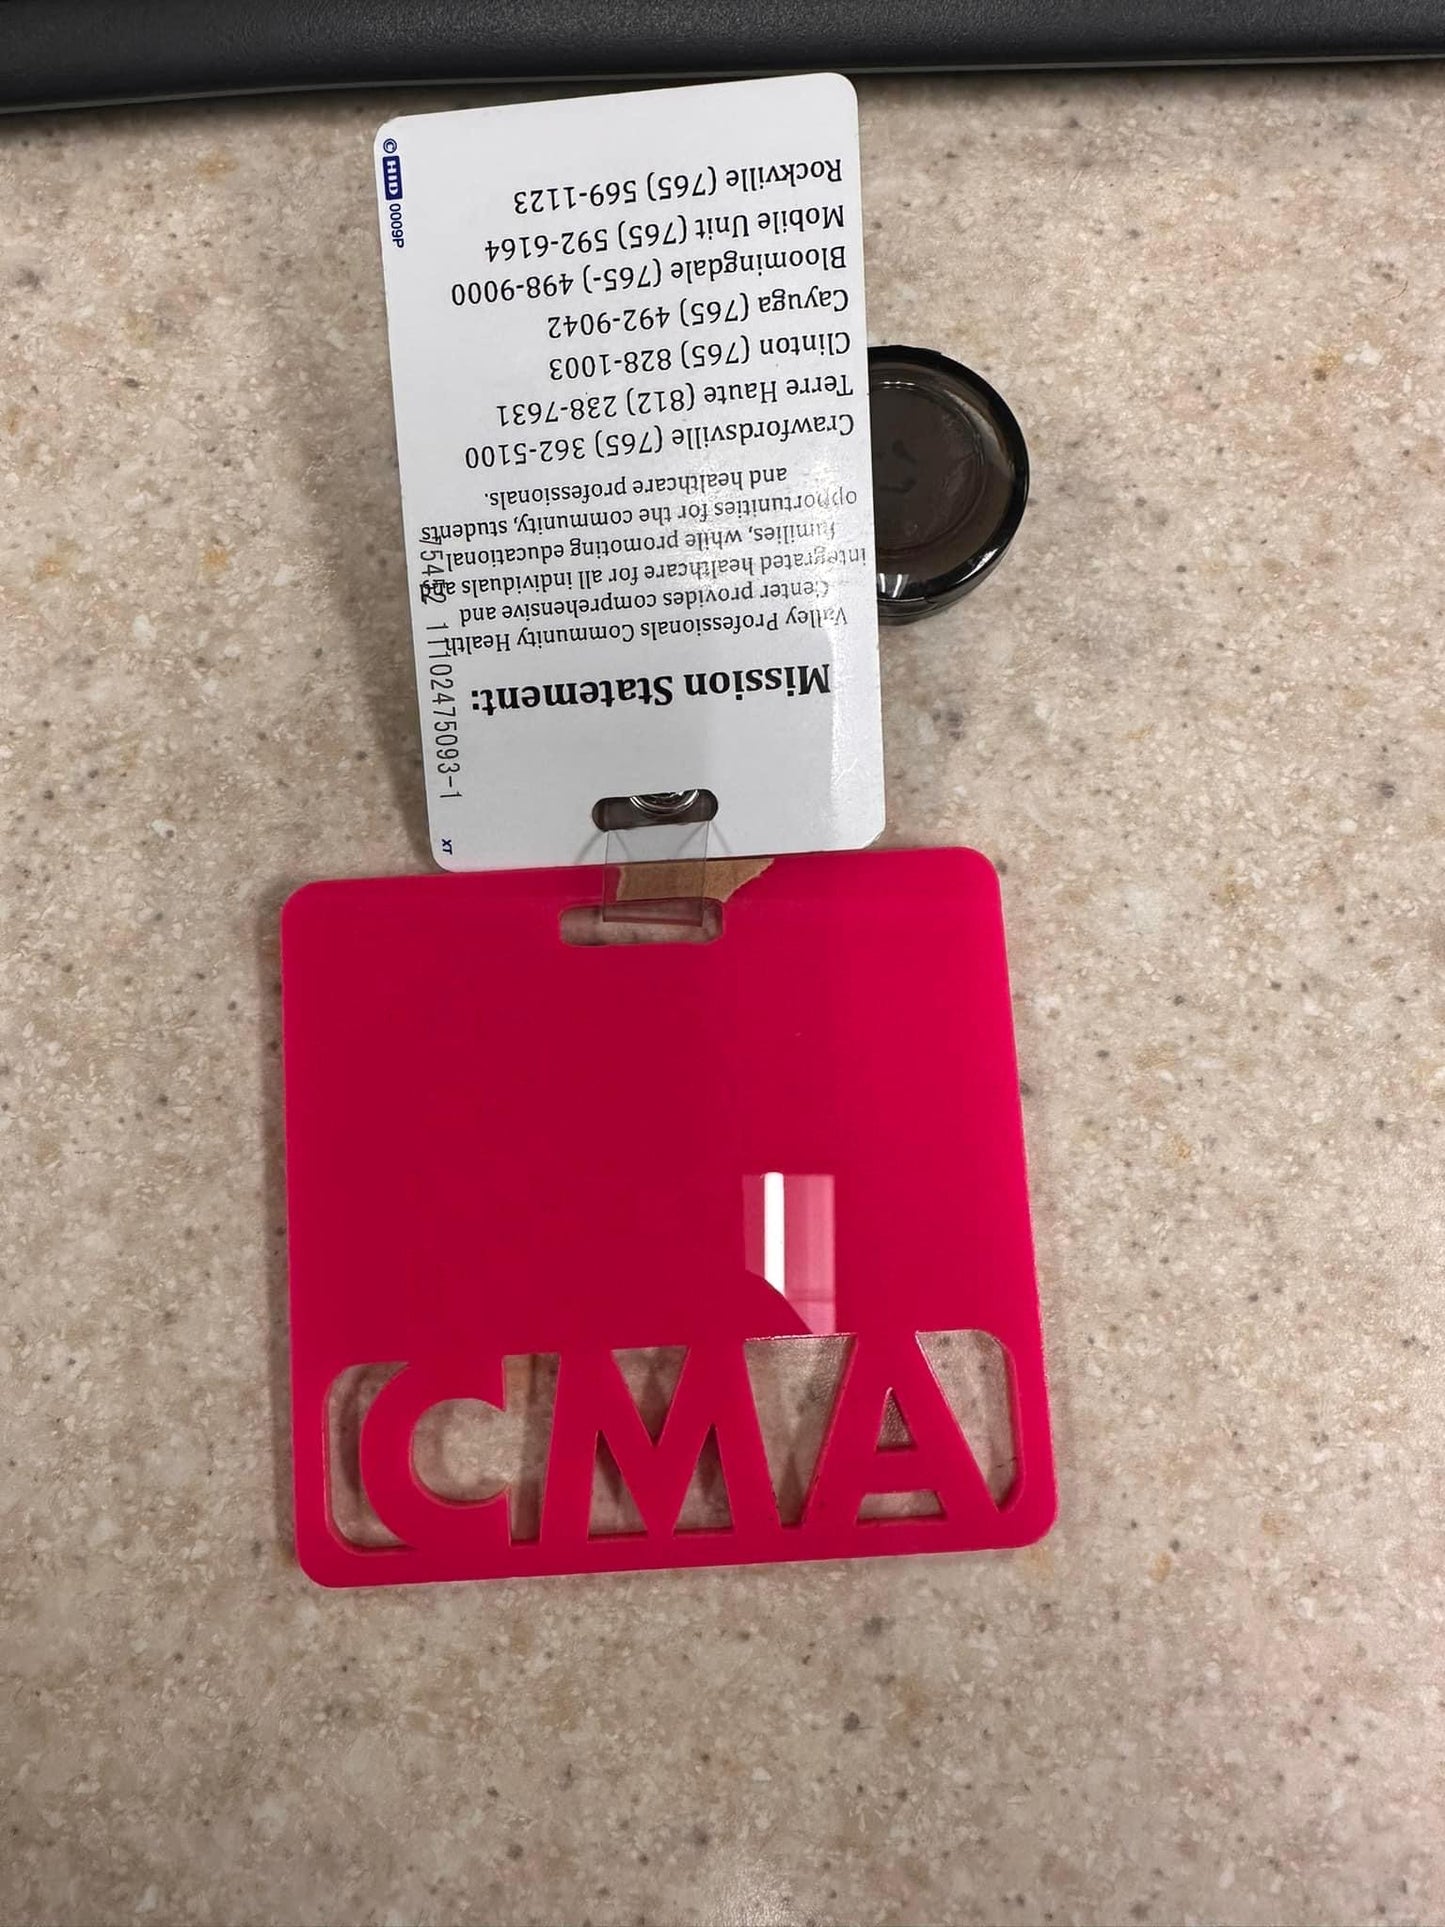 Mission Statement:
Valley Professionals Community Health
Center provides comprehensive and
integrated healthcare for all individuals and
families, while promoting educational
opportunities for the community, students
and healthcare professionals.
Crawfordsville (765) 362-5100
Terre Haute (812) 238-7631
Clinton (765) 828-1003
Cayuga (765) 492-9042
Bloomingdale (765-) 498-9000
Mobile Unit (765) 592-6164
Rockville (765) 569-1123
© HID 0009P
1110247509​3-1
XT
CMA